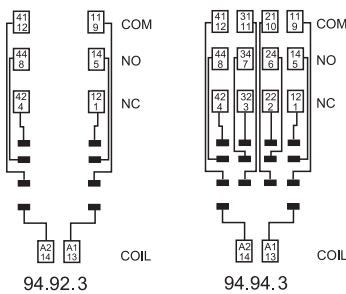 41 11 COM 41 31 21 11 COM
12 9 12 11 10 9
44 14 NO 44 34 24 14 NO
8 5 8 7 6 5
42 12 NC 42 32 22 12 NC
4 1 4 3 2 1
A2 A1 COIL A2 A1 COIL
14 13 14 13
94.92.3 94.94.3